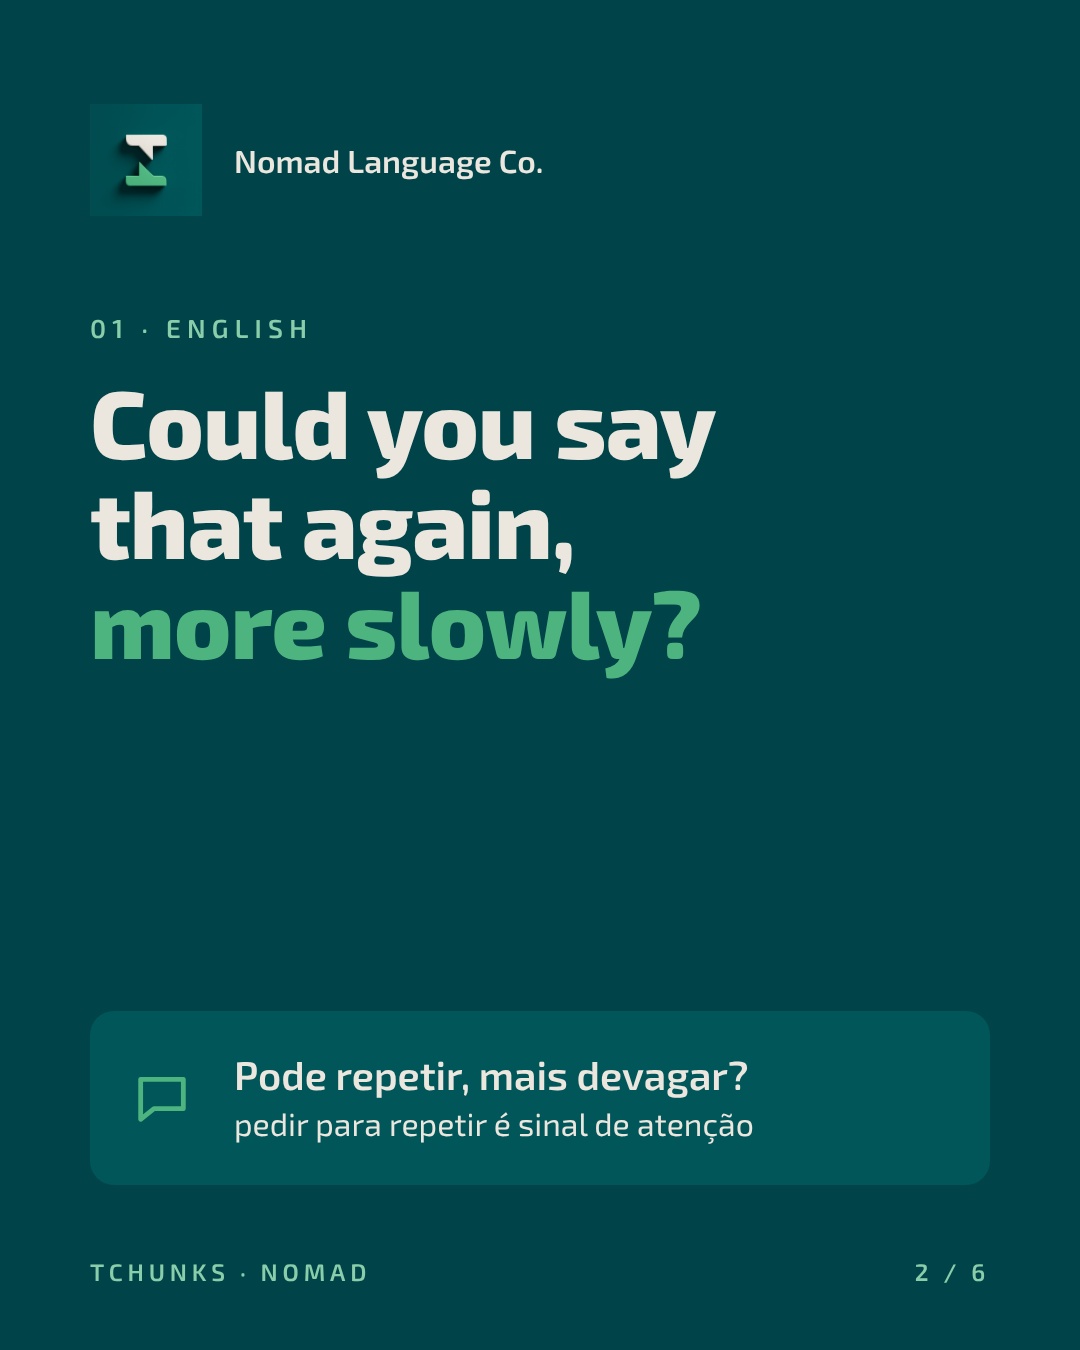 Nomad Language Co.
01 · ENGLISH
Could you say
that again,
more slowly?
Pode repetir, mais devagar?
pedir para repetir é sinal de atenção
TCHUNKS · NOMAD
2 / 6